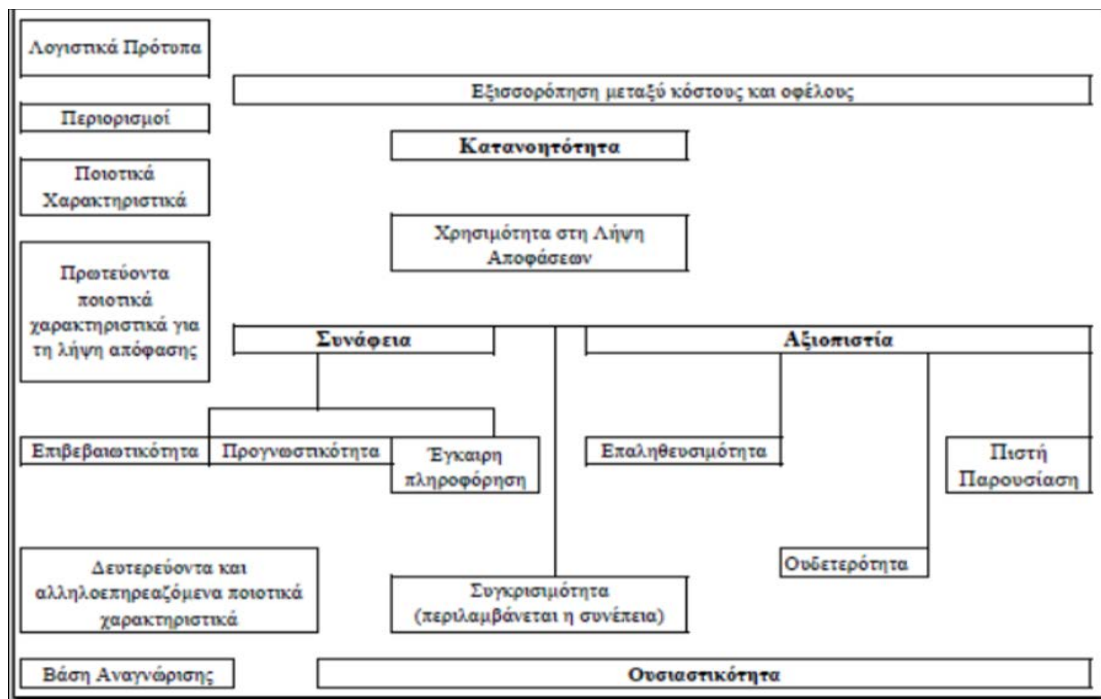 Λογιστικά Πρότυπα
Εξισσορόπηση μεταξύ κόστους και οφέλους
Περιορισμοί
Κατανοητότητα
Ποιοτικά
Χαρακτηριστικά
Χρησιμότητα στη Λήψη
Αποφάσεων
Πρωτεύοντα
ποιοτικά
χαρακτηριστικά για
τη λήψη απόφασης
Συνάφεια
Αξιοπιστία
Επιβεβαιωτικότητα
Προγνωστικότητα
Έγκαιρη
πληροφόρηση
Επαληθευσιμότητα
Πιστή
Παρουσίαση
Ουδετερότητα
Δευτερεύοντα και
αλληλοεπηρεαζόμενα ποιοτικά
χαρακτηριστικά
Συγκρισιμότητα
(περιλαμβάνεται η συνέπεια)
Βάση Αναγνώρισης
Ουσιαστικότητα